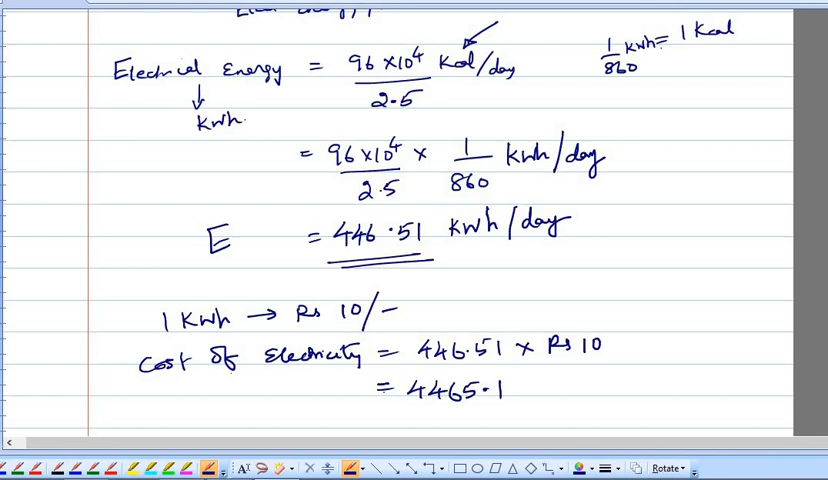 1/860 kwh = 1 Kcal
Electrical Energy = 96 × 10⁴ / 2.5 Kcal/day
↓
Kwh.
= 96 × 10⁴ / 2.5 × 1/860 Kwh/day
E = 446.51 Kwh/day
1 Kwh → Rs 10/-
Cost of Electricity = 446.51 × Rs 10
= 4465.1
Rotate